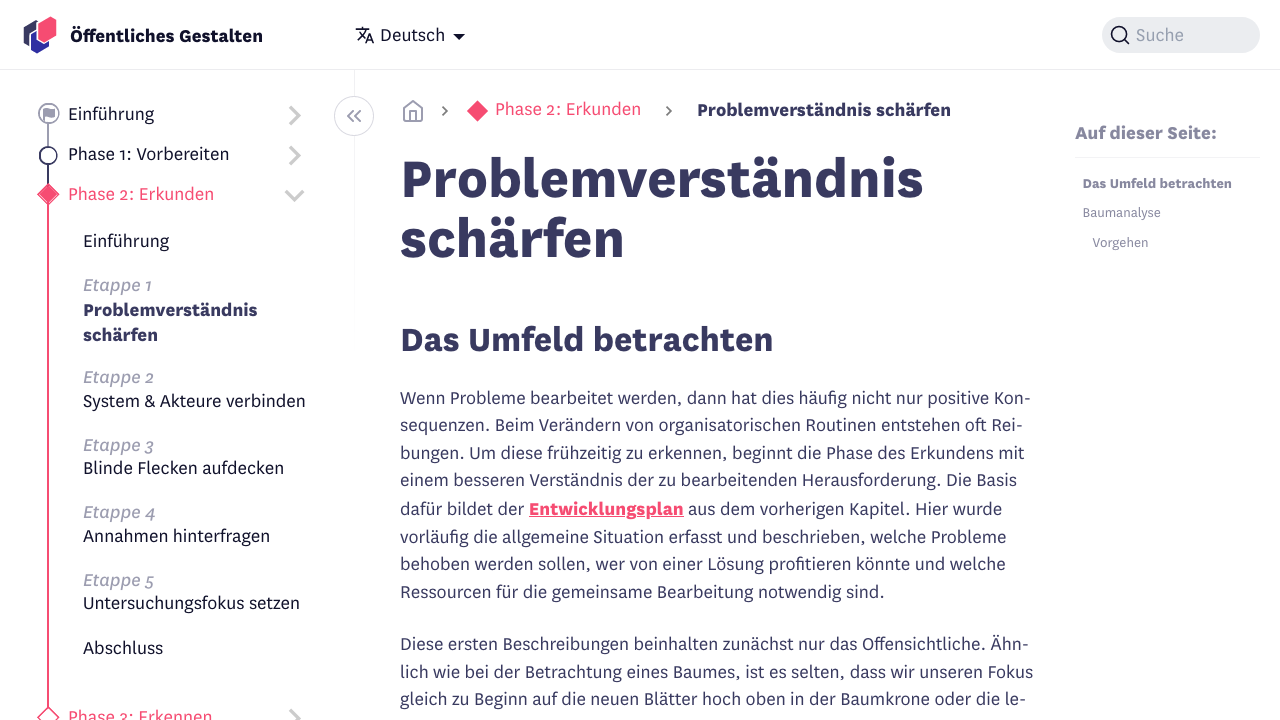 Öffentliches Gestalten
Deutsch
Suche
Einführung
Phase 1: Vorbereiten
Phase 2: Erkunden
Einführung
Etappe 1
Problemverständnis
schärfen
Etappe 2
System & Akteure verbinden
Etappe 3
Blinde Flecken aufdecken
Etappe 4
Annahmen hinterfragen
Etappe 5
Untersuchungsfokus setzen
Abschluss
Phase 3: Erkennen
Phase 2: Erkunden
Problemverständnis schärfen
Problemverständnis
schärfen
Das Umfeld betrachten
Wenn Probleme bearbeitet werden, dann hat dies häufig nicht nur positive Kon-
sequenzen. Beim Verändern von organisatorischen Routinen entstehen oft Rei-
bungen. Um diese frühzeitig zu erkennen, beginnt die Phase des Erkundens mit
einem besseren Verständnis der zu bearbeitenden Herausforderung. Die Basis
dafür bildet der Entwicklungsplan aus dem vorherigen Kapitel. Hier wurde
vorläufig die allgemeine Situation erfasst und beschrieben, welche Probleme
behoben werden sollen, wer von einer Lösung profitieren könnte und welche
Ressourcen für die gemeinsame Bearbeitung notwendig sind.
Diese ersten Beschreibungen beinhalten zunächst nur das Offensichtliche. Ähn-
lich wie bei der Betrachtung eines Baumes, ist es selten, dass wir unseren Fokus
gleich zu Beginn auf die neuen Blätter hoch oben in der Baumkrone oder die le-
Auf dieser Seite:
Das Umfeld betrachten
Baumanalyse
Vorgehen